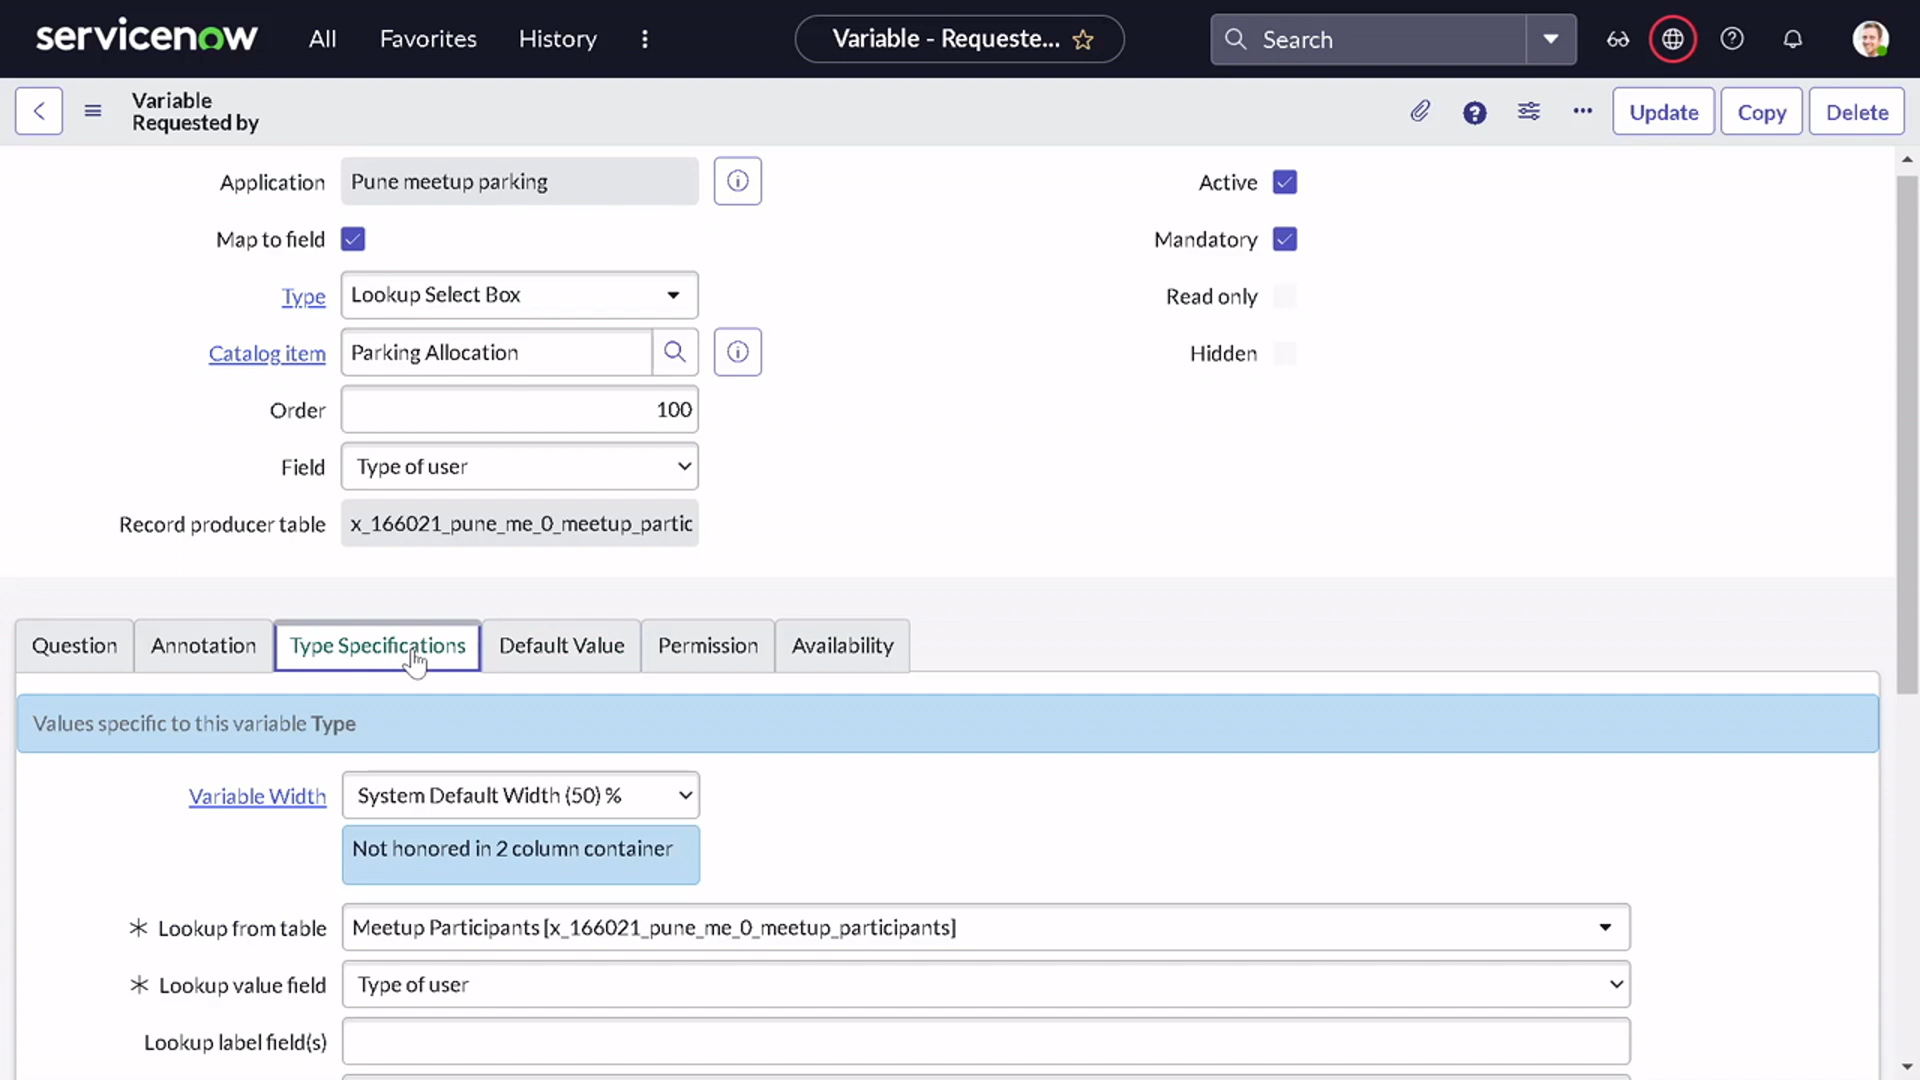 servicenow
All
Favorites
History
Variable - Requeste...
Search
Variable
Requested by
Update
Copy
Delete
Application
Pune meetup parking
Active
Map to field
Mandatory
Type
Lookup Select Box
Read only
Catalog item
Parking Allocation
Hidden
Order
100
Field
Type of user
Record producer table
x_166021_pune_me_0_meetup_partic
Question
Annotation
Type Specifications
Default Value
Permission
Availability
Values specific to this variable Type
Variable Width
System Default Width (50) %
Not honored in 2 column container
Lookup from table
Meetup Participants [x_166021_pune_me_0_meetup_participants]
Lookup value field
Type of user
Lookup label field(s)